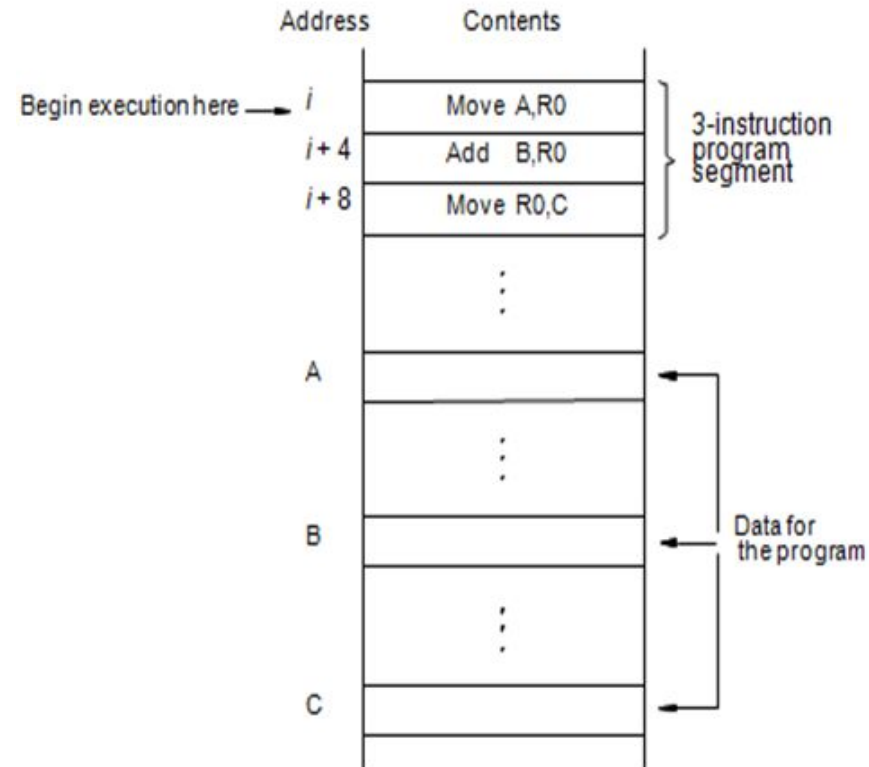 Address Contents
Begin execution here i Move A,R0
i + 4 Add B,R0
i + 8 Move R0,C
3-instruction
program
segment
A
B
Data for
the program
C